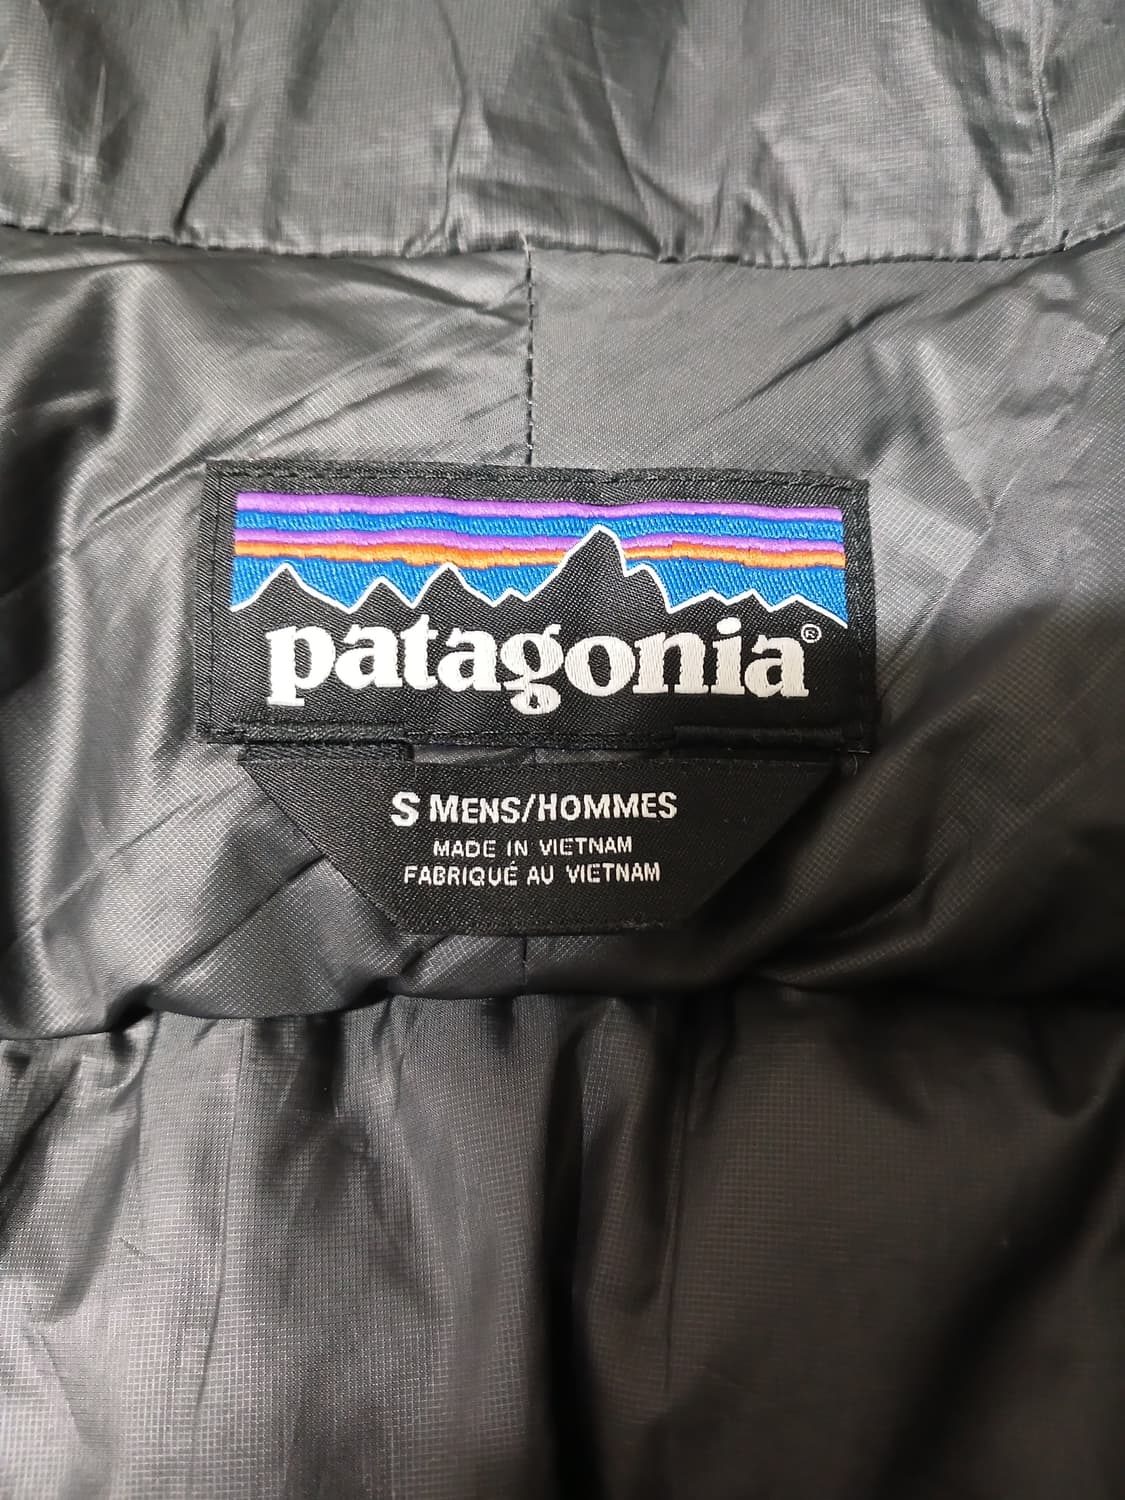 patagonia®
S MENS/HOMMES
MADE IN VIETNAM
FABRIQUÉ AU VIETNAM